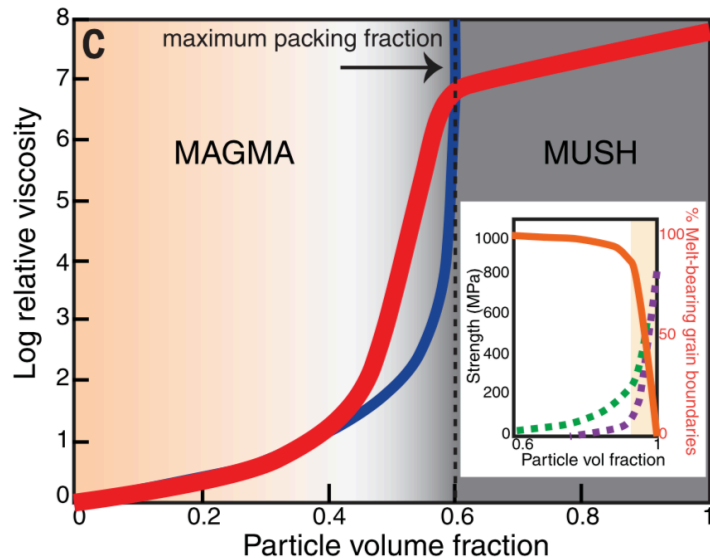 C
maximum packing fraction
MAGMA
MUSH
Log relative viscosity
8
7
6
5
4
3
2
1
0
0
0.2
0.4
0.6
0.8
1
Particle volume fraction
Strength (MPa)
1000
800
600
400
200
0
0.6
1
Particle vol fraction
100
50
0
% Melt-bearing grain boundaries